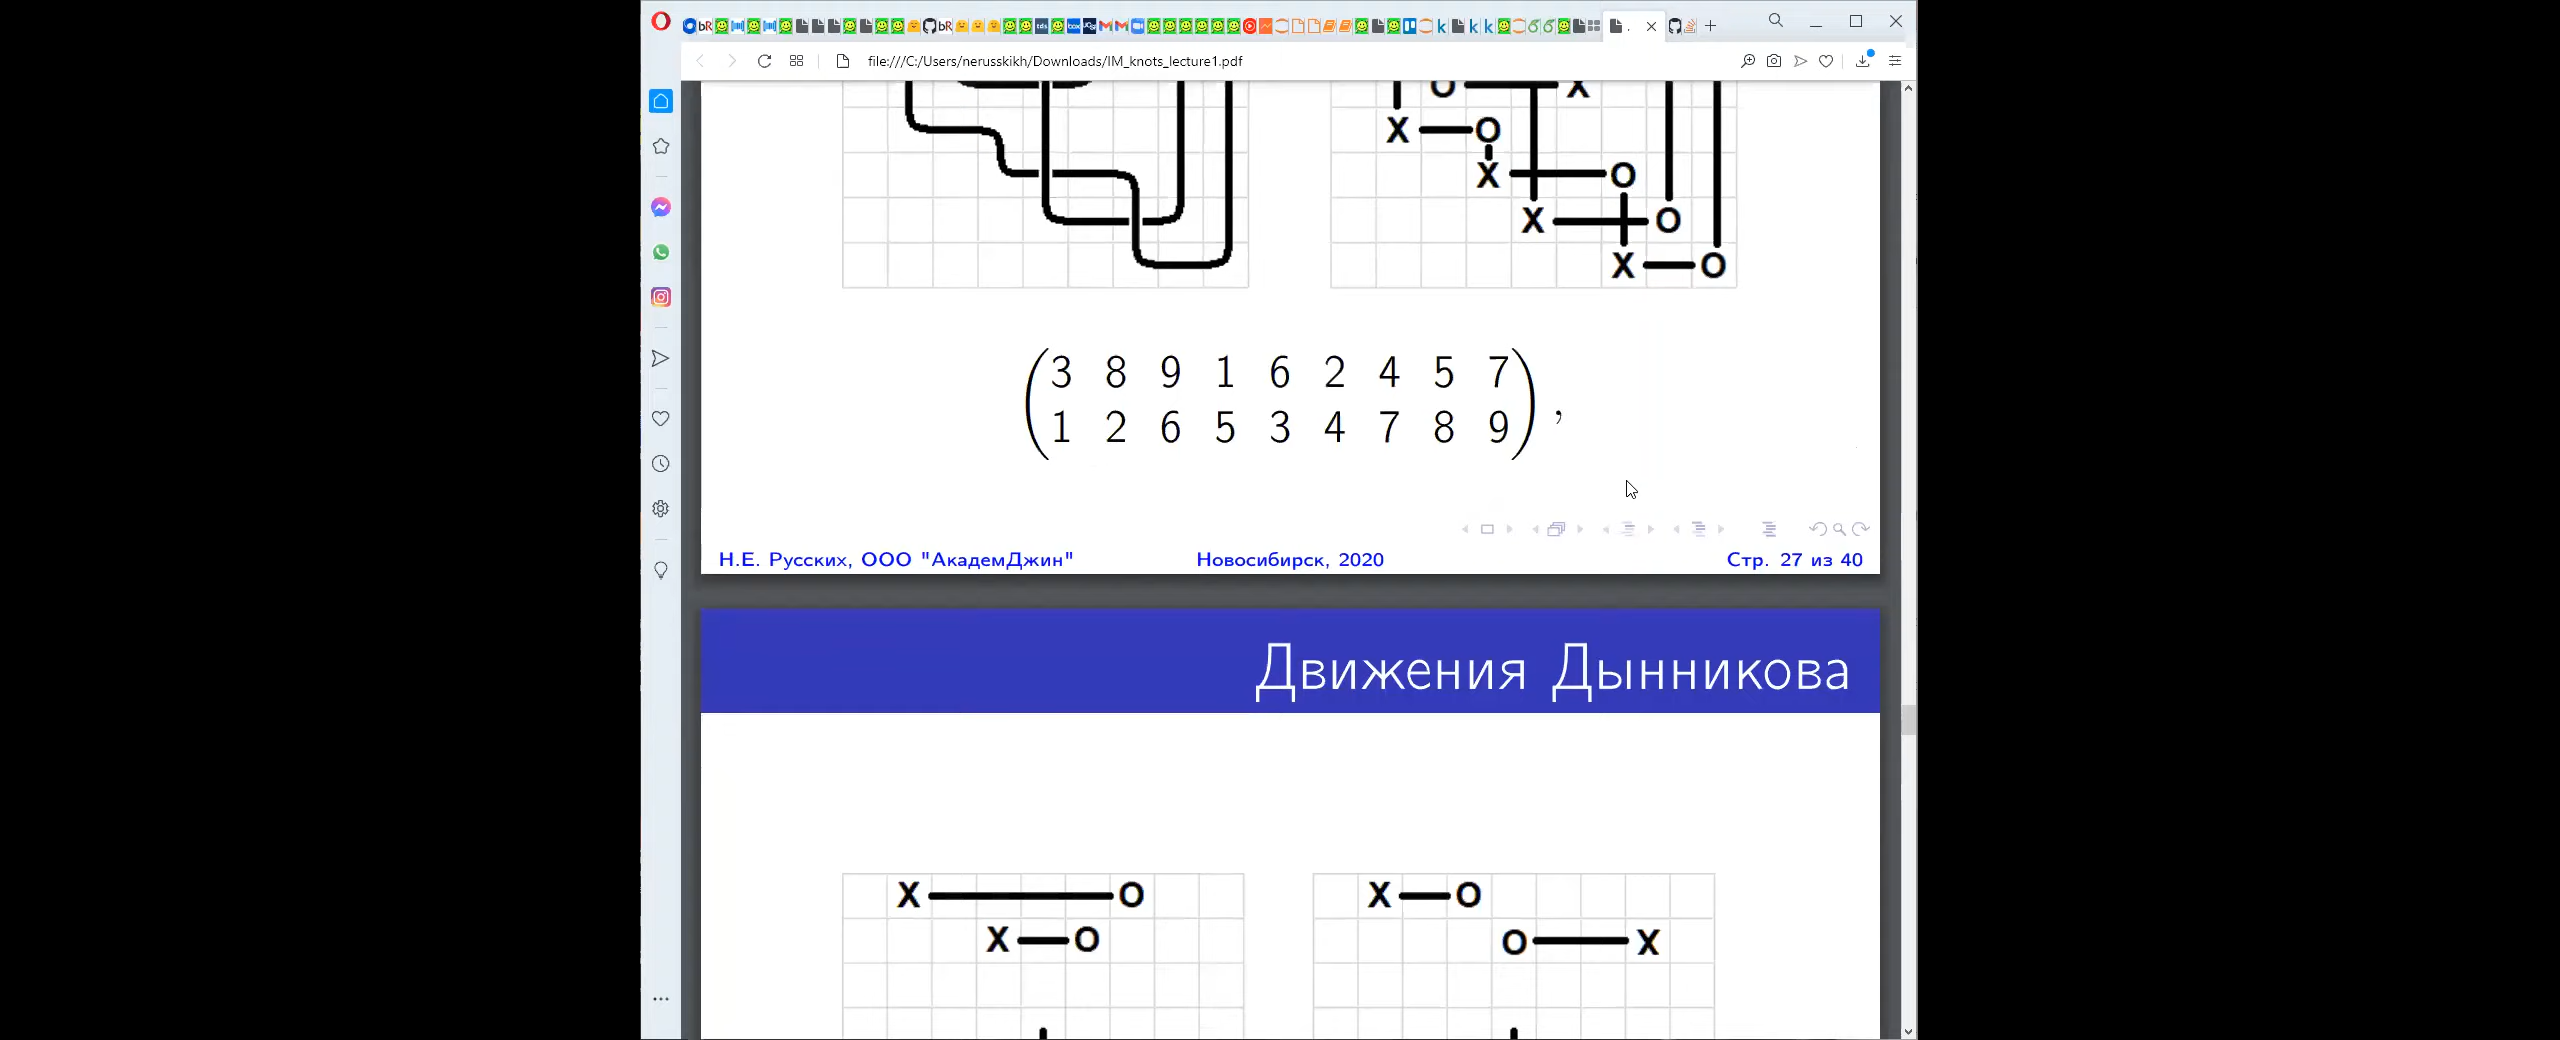 file:///C:/Users/nerusskikh/Downloads/IM_knots_lecture1.pdf
O X
X O
X O
X O
X O
3 8 9 1 6 2 4 5 7
1 2 6 5 3 4 7 8 9 ,
Н.Е. Русских, ООО "АкадемДжин" Новосибирск, 2020 Стр. 27 из 40
Движения Дынникова
X O X O
X O O X